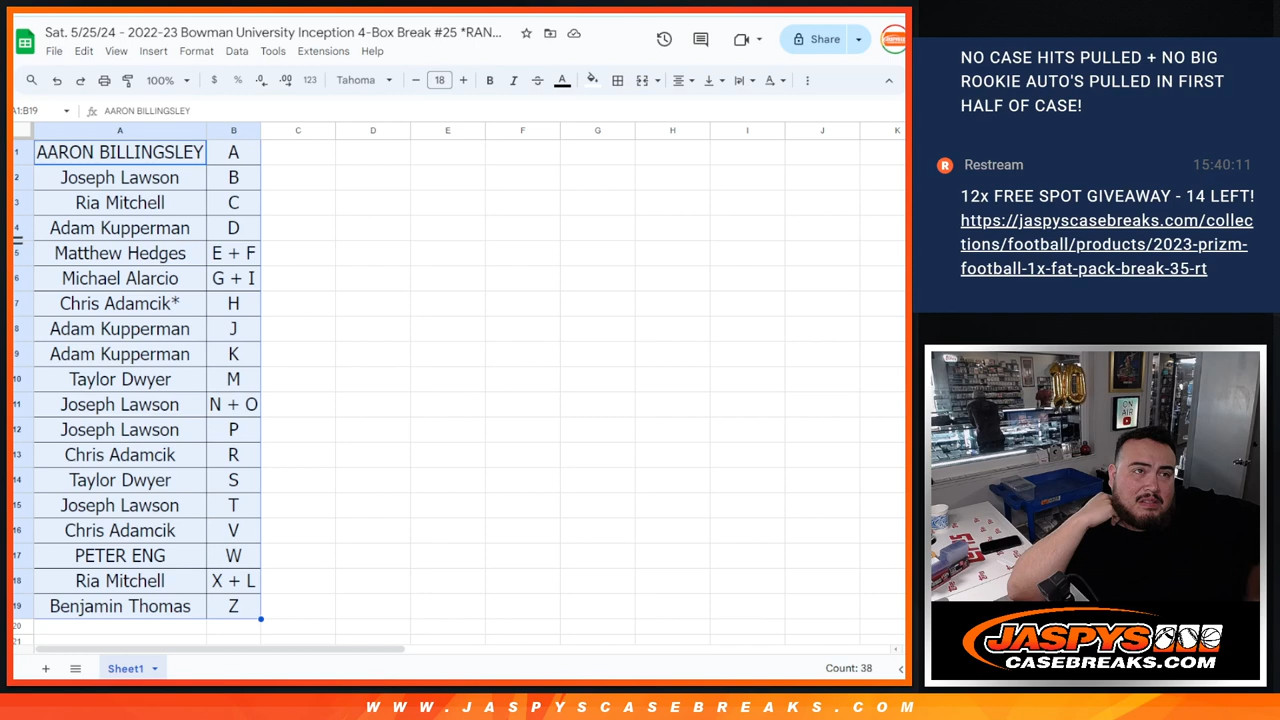 Sat. 5/25/24 - 2022-23 Bowman University Inception 4-Box Break #25 *RAN...
Share
JASPYS
File Edit View Insert Format Data Tools Extensions Help
100% $ % .0 .00 123 Tahoma 18 B I A
A1:B19 fx AARON BILLINGSLEY
A B C D E F G H I J K
1 AARON BILLINGSLEY A
2 Joseph Lawson B
3 Ria Mitchell C
4 Adam Kupperman D
5 Matthew Hedges E + F
6 Michael Alarcio G + I
7 Chris Adamcik* H
8 Adam Kupperman J
9 Adam Kupperman K
10 Taylor Dwyer M
11 Joseph Lawson N + O
12 Joseph Lawson P
13 Chris Adamcik R
14 Taylor Dwyer S
15 Joseph Lawson T
16 Chris Adamcik V
17 PETER ENG W
18 Ria Mitchell X + L
19 Benjamin Thomas Z
20
21
Sheet1
Count: 38
NO CASE HITS PULLED + NO BIG
ROOKIE AUTO'S PULLED IN FIRST
HALF OF CASE!
R Restream 15:40:11
12x FREE SPOT GIVEAWAY - 14 LEFT!
https://jaspyscasebreaks.com/collec
tions/football/products/2023-prizm-
football-1x-fat-pack-break-35-rt
10
ON
AIR
JASPYS
CASEBREAKS.COM
WWW.JASPYSCASEBREAKS.COM